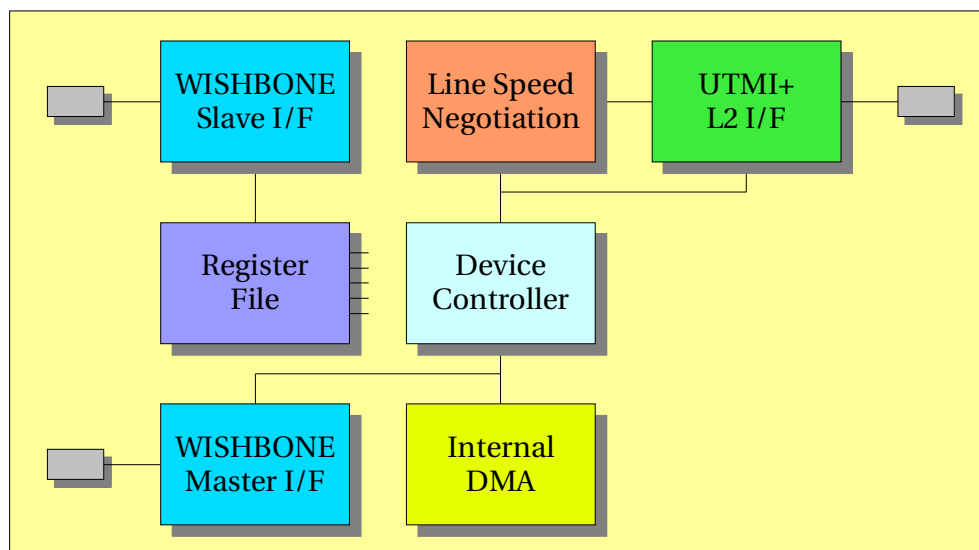 WISHBONE
Slave I/F
Line Speed
Negotiation
UTMI+
L2 I/F
Register
File
Device
Controller
WISHBONE
Master I/F
Internal
DMA